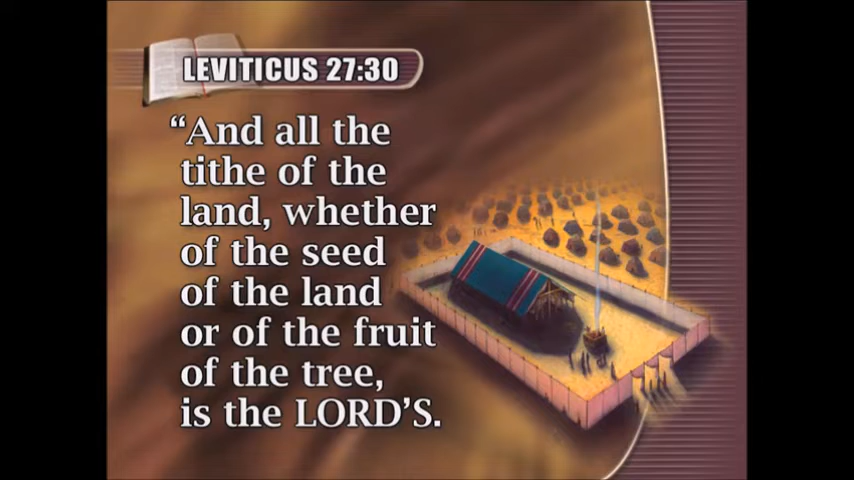 LEVITICUS 27:30
“And all the
tithe of the
land, whether
of the seed
of the land
or of the fruit
of the tree,
is the LORD’S.